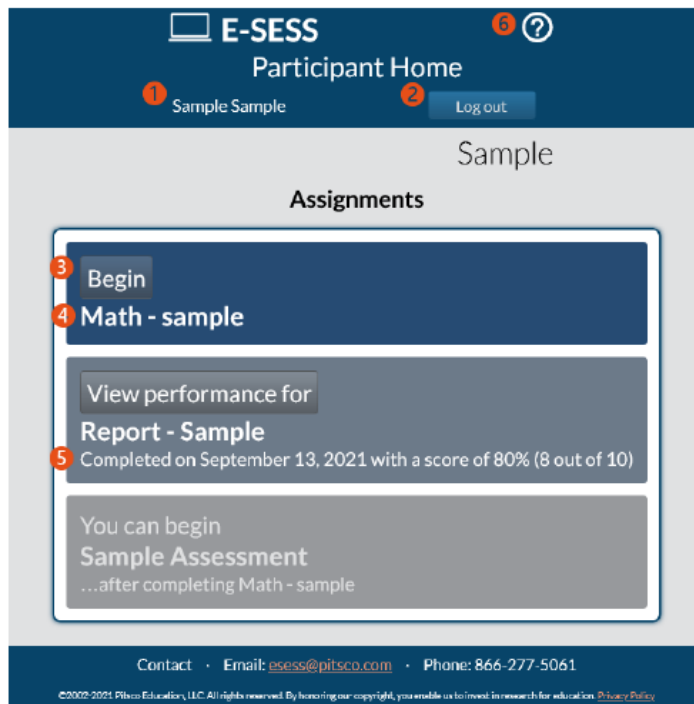 E-SESS
6
?
Participant Home
1
Sample Sample
2
Log out
Sample
Assignments
3
Begin
4
Math - sample
View performance for
Report - Sample
5
Completed on September 13, 2021 with a score of 80% (8 out of 10)
You can begin
Sample Assessment
...after completing Math - sample
Contact · Email: esess@pitsco.com · Phone: 866-277-5061
©2002-2021 Pitsco Education, LLC. All rights reserved. By honoring our copyright, you enable us to invest in research for education. Privacy Policy